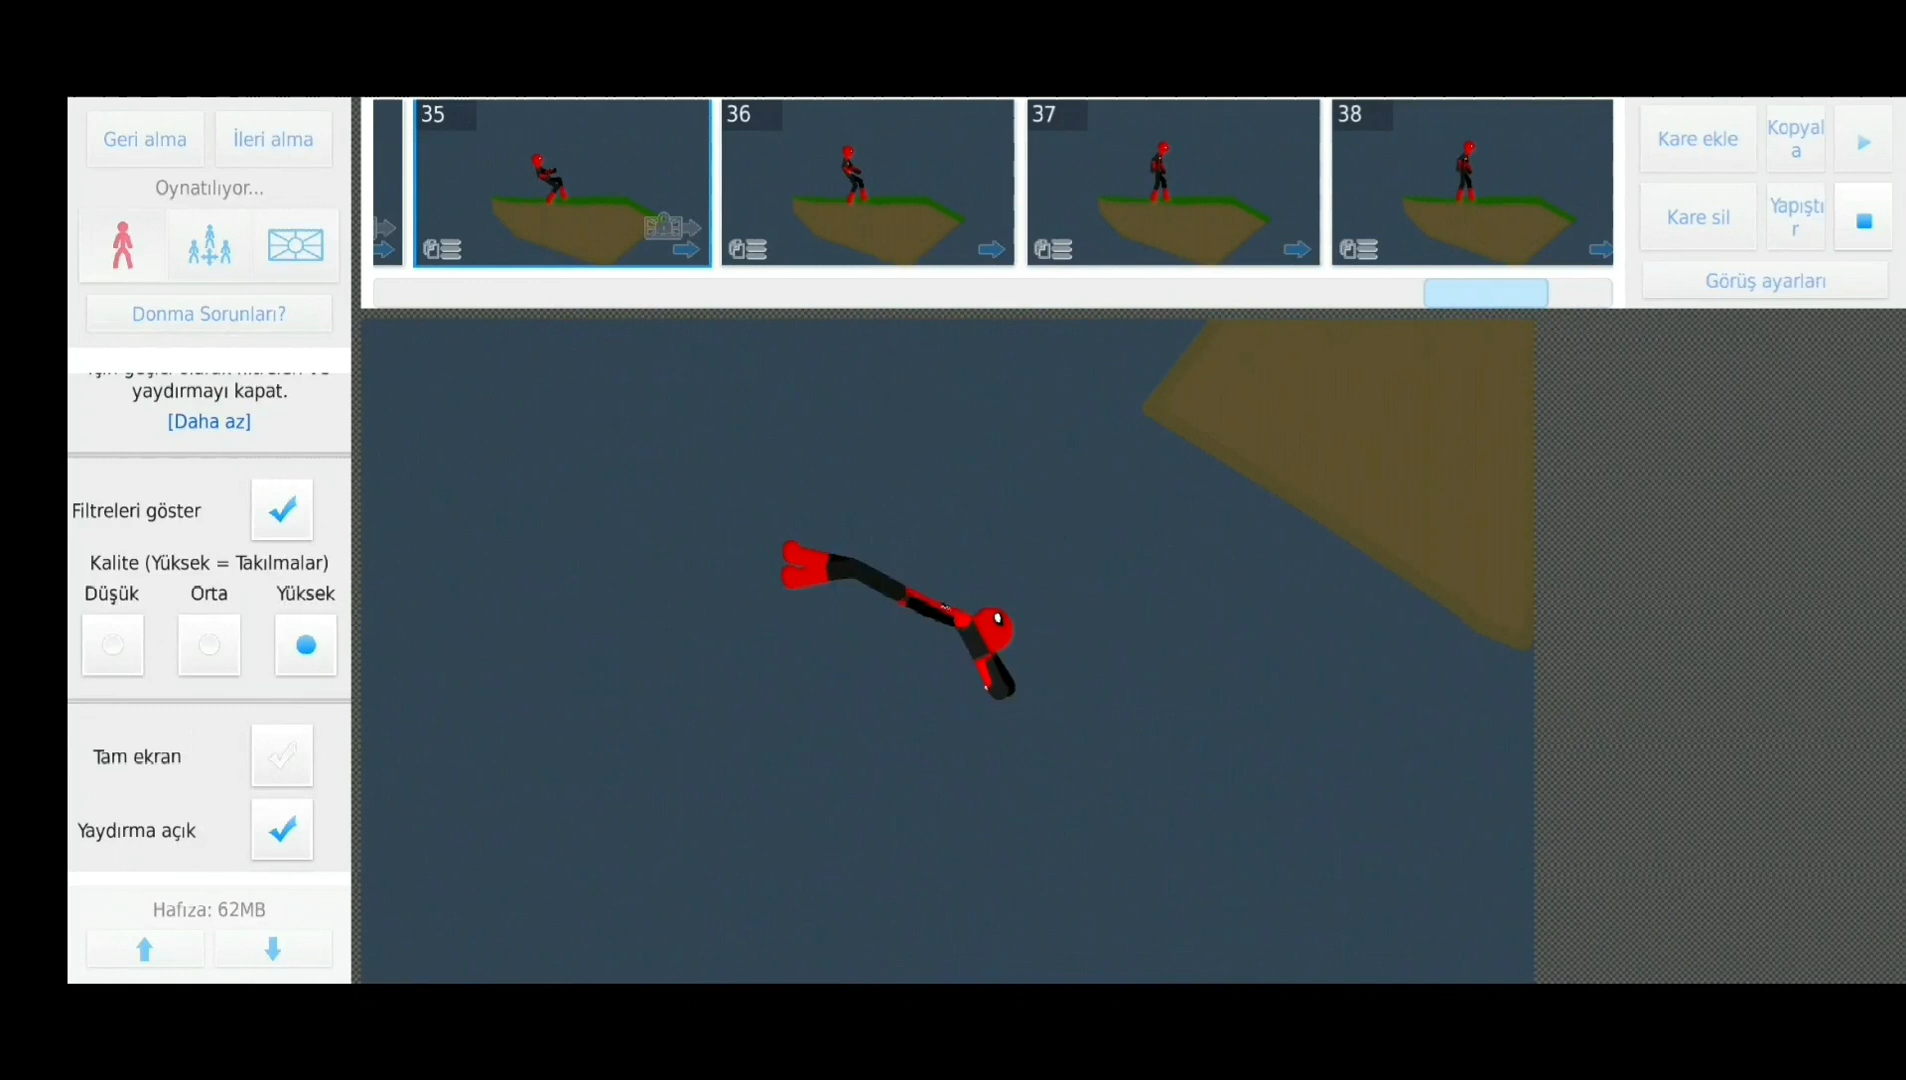 Geri alma
İleri alma
Oynatılıyor...
Donma Sorunları?
yaydırmayı kapat.
[Daha az]
Filtreleri göster
Kalite (Yüksek = Takılmalar)
Düşük
Orta
Yüksek
Tam ekran
Yaydırma açık
Hafıza: 62MB
35
36
37
38
Kare ekle
Kopyal
a
Kare sil
Yapıştı
r
Görüş ayarları